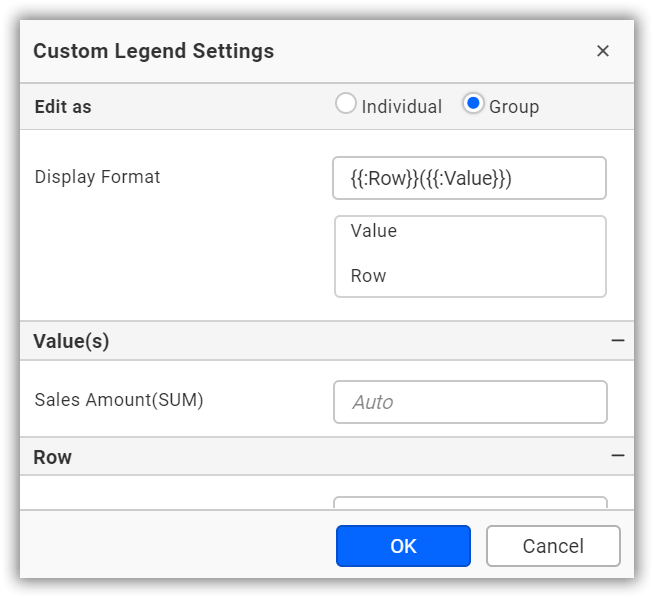 Custom Legend Settings ×
Edit as Individual Group
Display Format {{:Row}}({{:Value}})
Value
Row
Value(s) –
Sales Amount(SUM) Auto
Row –
OK Cancel